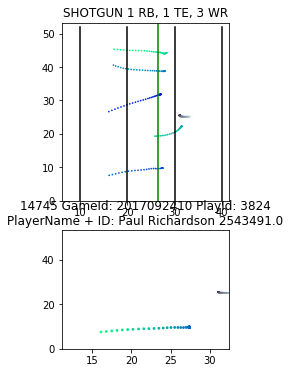 SHOTGUN 1 RB, 1 TE, 3 WR
50
40
30
20
10
0
10 20 30 40
14745 GameId: 2017092410 PlayId: 3824
PlayerName + ID: Paul Richardson 2543491.0
40
20
0
15 20 25 30